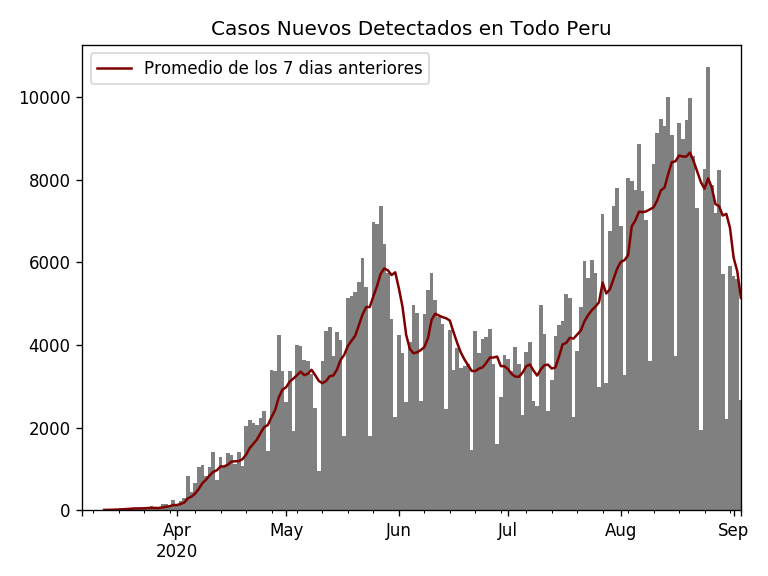 Casos Nuevos Detectados en Todo Peru
Promedio de los 7 dias anteriores
10000
8000
6000
4000
2000
0
Apr May Jun Jul Aug Sep
2020